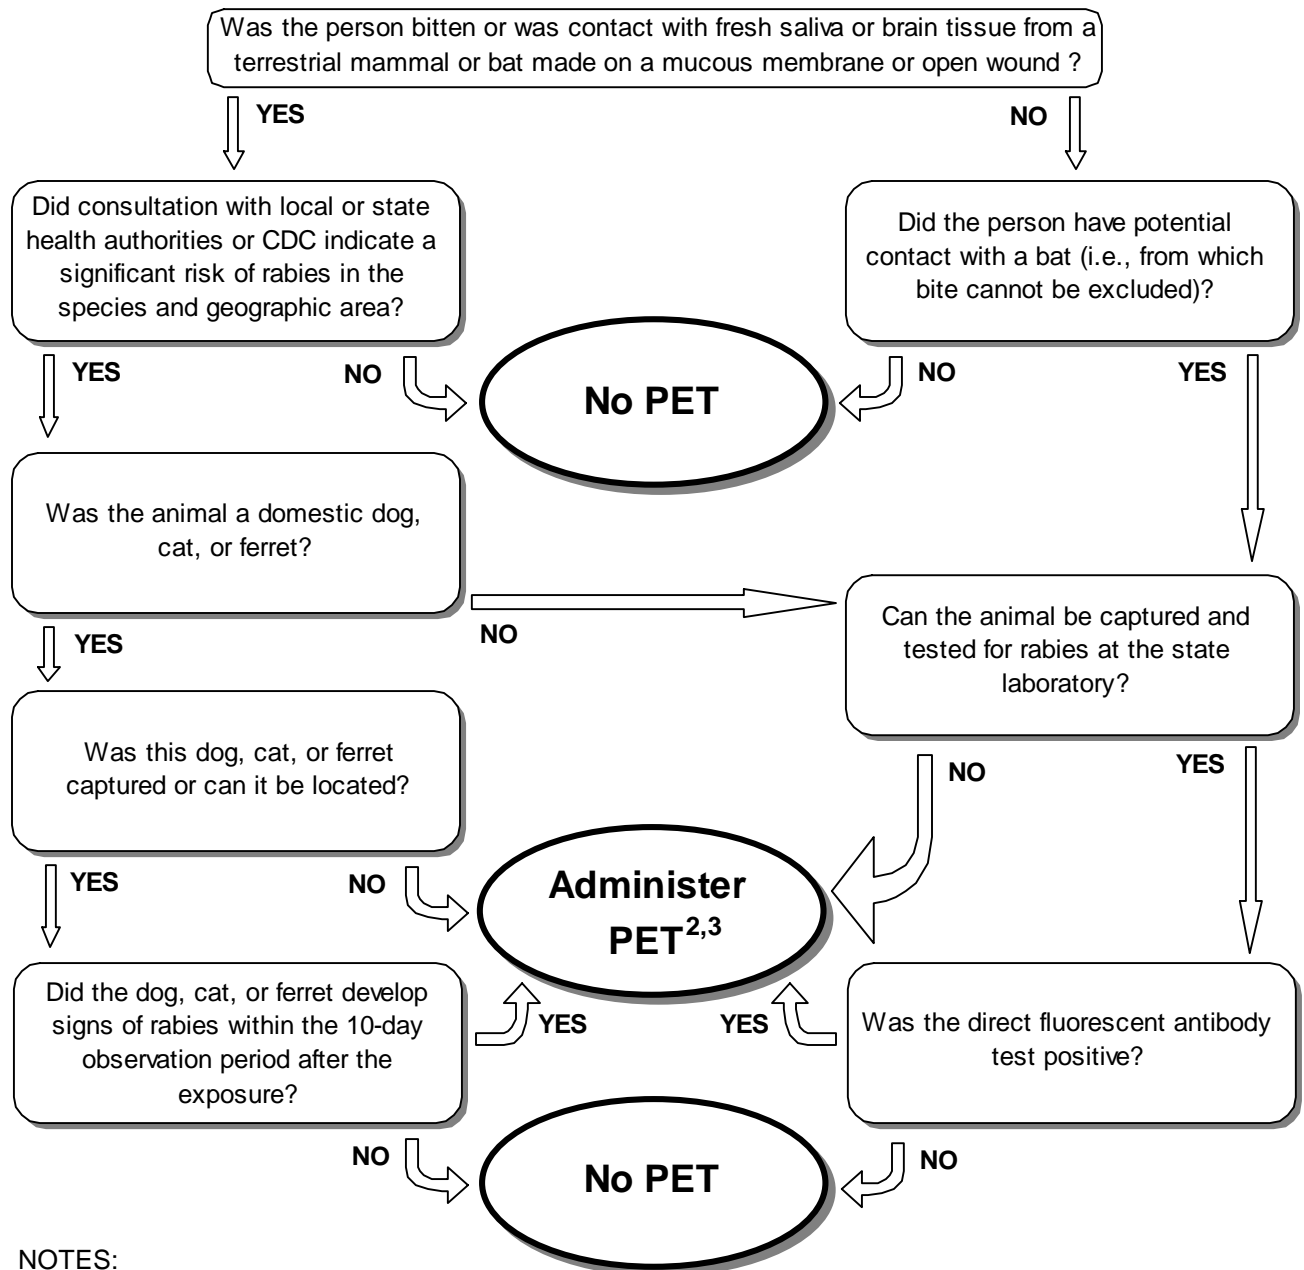 Was the person bitten or was contact with fresh saliva or brain tissue from a
terrestrial mammal or bat made on a mucous membrane or open wound ?
YES
NO
Did consultation with local or state
health authorities or CDC indicate a
significant risk of rabies in the
species and geographic area?
Did the person have potential
contact with a bat (i.e., from which
bite cannot be excluded)?
YES
NO
No PET
NO
YES
Was the animal a domestic dog,
cat, or ferret?
NO
YES
Can the animal be captured and
tested for rabies at the state
laboratory?
Was this dog, cat, or ferret
captured or can it be located?
NO
YES
YES
NO
Administer
PET2,3
Did the dog, cat, or ferret develop
signs of rabies within the 10-day
observation period after the
exposure?
YES
YES
Was the direct fluorescent antibody
test positive?
NO
No PET
NO
NOTES: